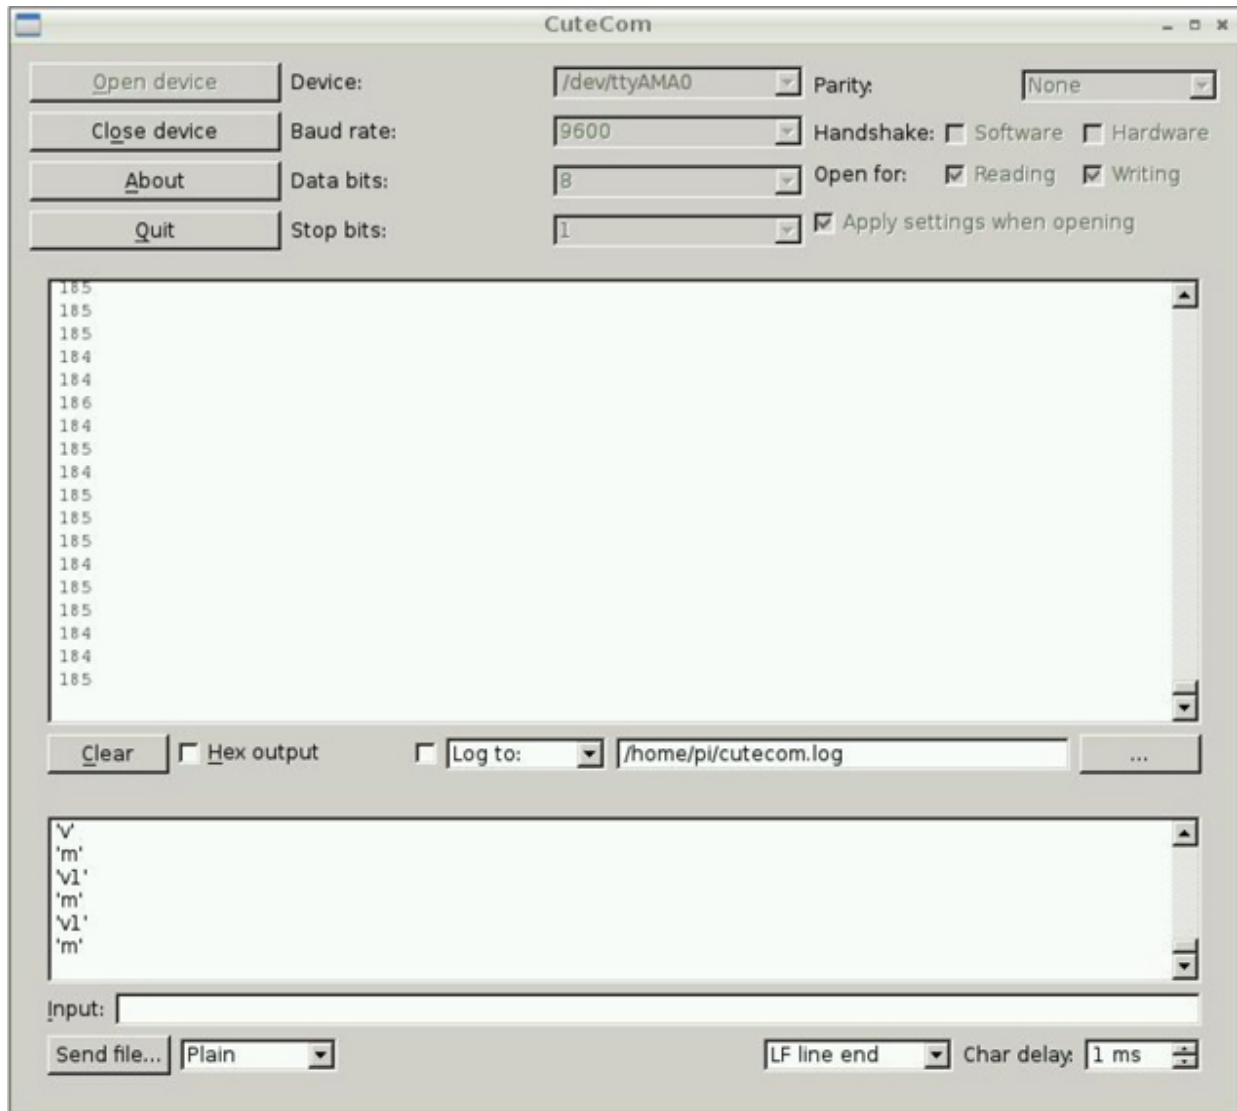 CuteCom
Open device Device: /dev/ttyAMA0 Parity: None
Close device Baud rate: 9600 Handshake: Software Hardware
About Data bits: 8 Open for: Reading Writing
Quit Stop bits: 1 Apply settings when opening
185
185
185
184
184
186
184
185
184
185
185
185
184
185
185
184
184
185
Clear Hex output Log to: /home/pi/cutecom.log ...
'v'
'm'
'v1'
'm'
'v1'
'm'
Input:
Send file... Plain LF line end Char delay: 1 ms